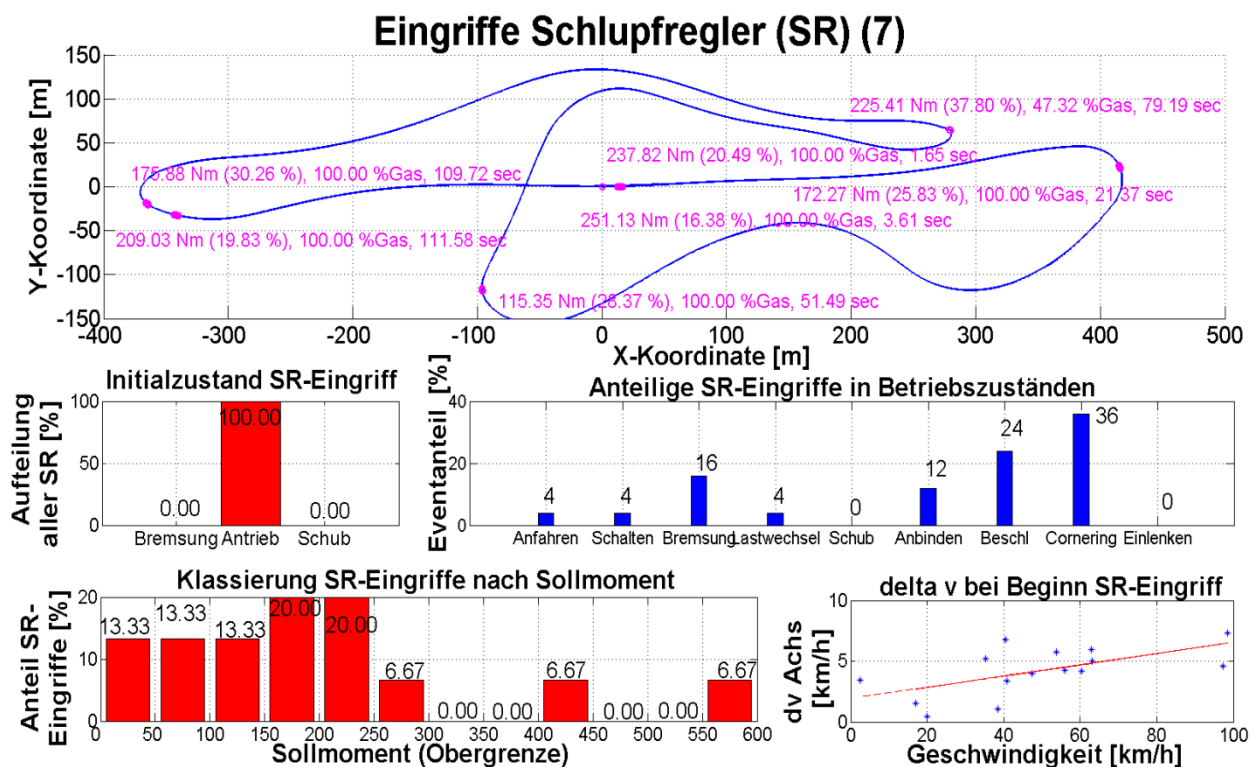 Eingriffe Schlupfregler (SR) (7)
Y-Koordinate [m]
150
100
50
0
-50
-100
-150
225.41 Nm (37.80 %), 47.32 %Gas, 79.19 sec
237.82 Nm (20.49 %), 100.00 %Gas, 1.65 sec
175.88 Nm (30.26 %), 100.00 %Gas, 109.72 sec
172.27 Nm (25.83 %), 100.00 %Gas, 21.37 sec
251.13 Nm (16.38 %), 100.00 %Gas, 3.61 sec
209.03 Nm (19.83 %), 100.00 %Gas, 111.58 sec
115.35 Nm (28.37 %), 100.00 %Gas, 51.49 sec
-400 -300 -200 -100 0 100 200 300 400 500
X-Koordinate [m]
Initialzustand SR-Eingriff
Aufteilung
aller SR [%]
100
50
0
0.00 100.00 0.00
Bremsung Antrieb Schub
Anteilige SR-Eingriffe in Betriebszuständen
Eventanteil [%]
40
20
0
4 4 16 4 0 12 24 36 0
Anfahren Schalten Bremsung Lastwechsel Schub Anbinden Beschl Cornering Einlenken
Klassierung SR-Eingriffe nach Sollmoment
Anteil SR-
Eingriffe [%]
20
10
0
13.33 13.33 13.33 20.00 20.00 6.67 0.00 0.00 6.67 0.00 0.00 6.67
0 50 100 150 200 250 300 350 400 450 500 550 600
Sollmoment (Obergrenze)
delta v bei Beginn SR-Eingriff
dv Achs
[km/h]
10
5
0
0 20 40 60 80 100
Geschwindigkeit [km/h]